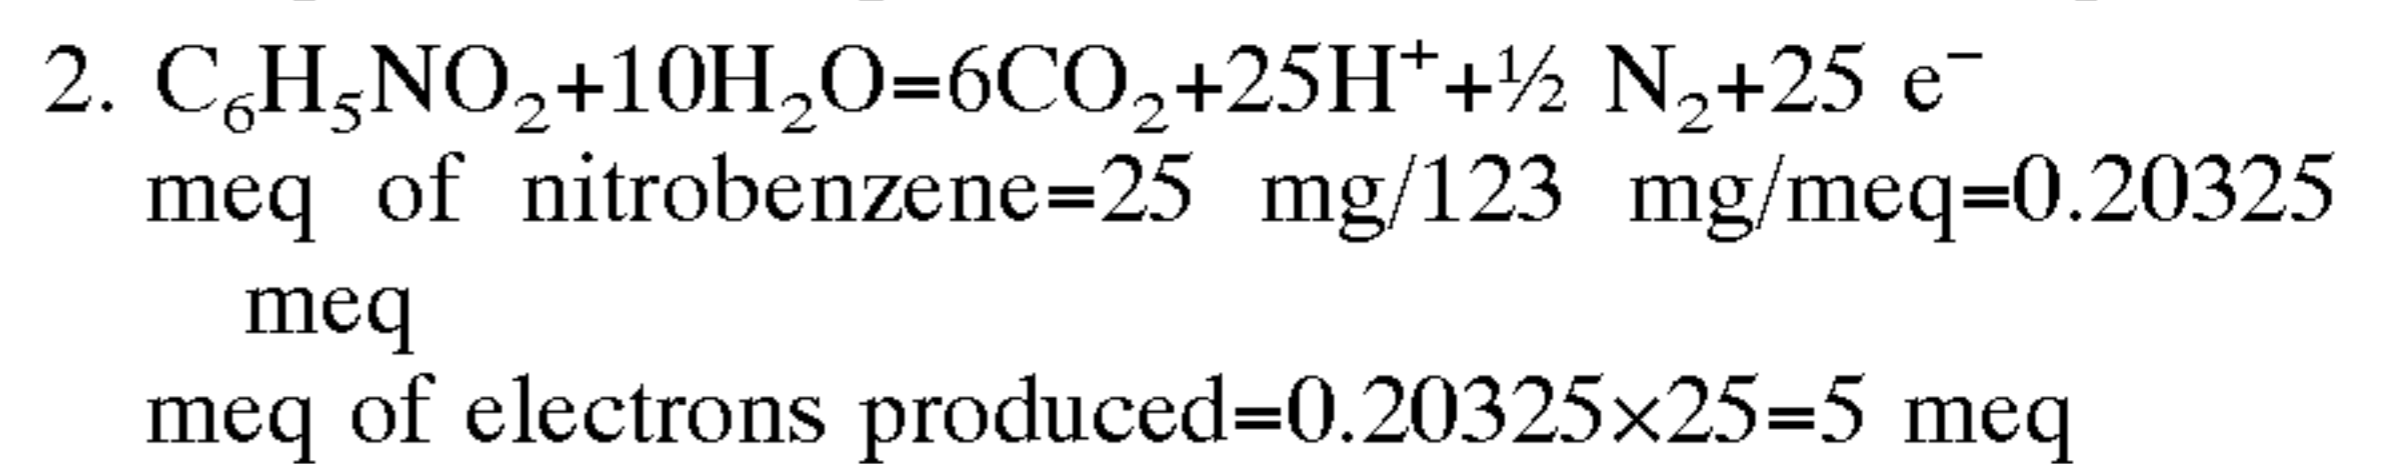 2. C₆H₅NO₂+10H₂O=6CO₂+25H⁺+½ N₂+25 e⁻
meq of nitrobenzene=25 mg/123 mg/meq=0.20325
meq
meq of electrons produced=0.20325×25=5 meq